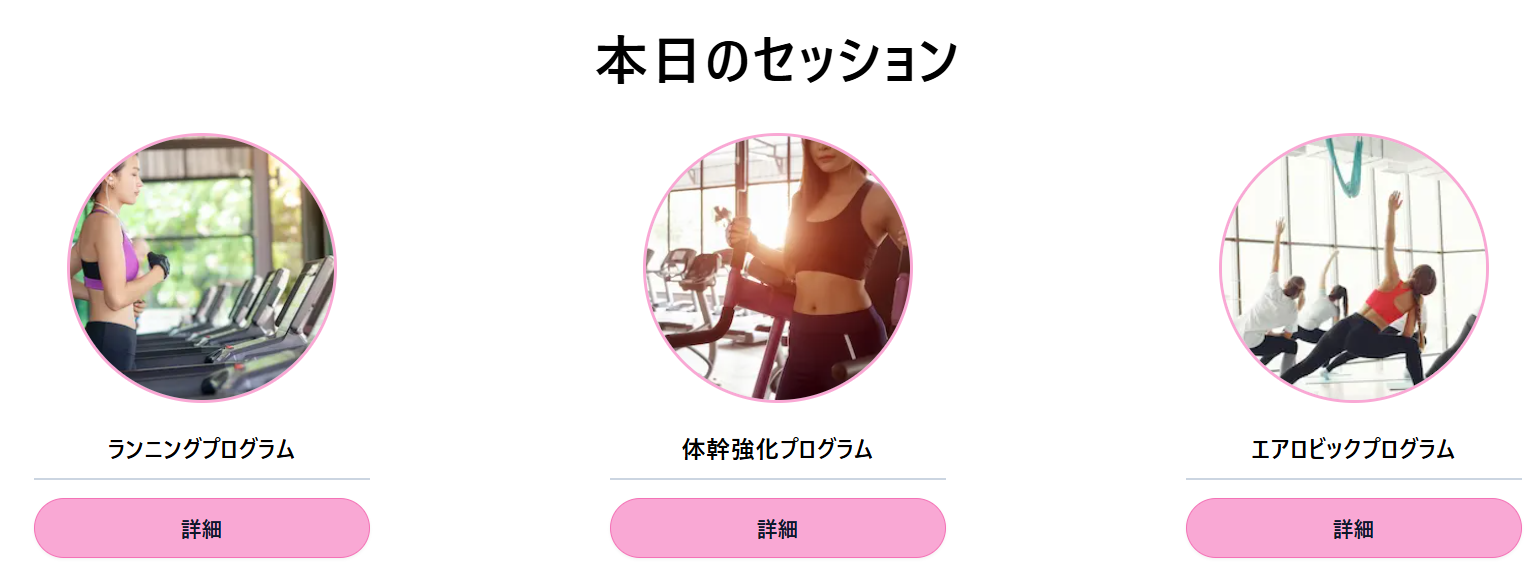 本日のセッション
ランニングプログラム
体幹強化プログラム
エアロビックプログラム
詳細
詳細
詳細